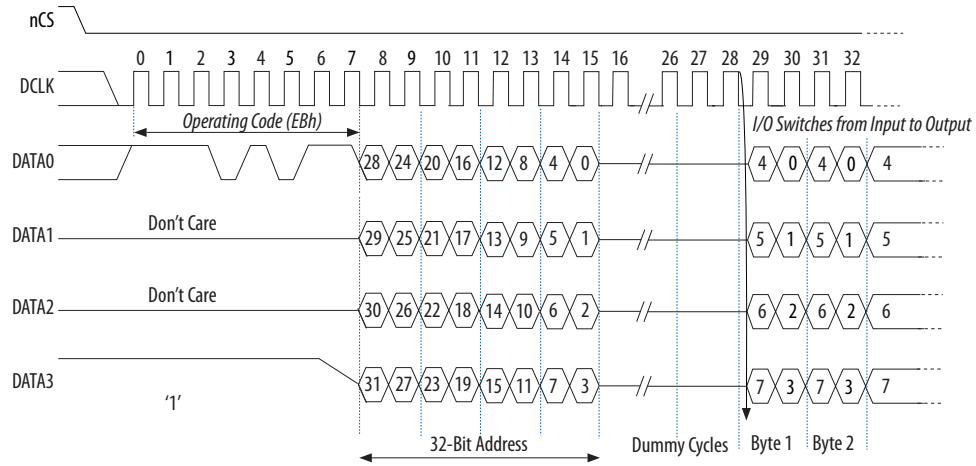 nCS
0 1 2 3 4 5 6 7 8 9 10 11 12 13 14 15 16 26 27 28 29 30 31 32
DCLK
Operating Code (EBh)
I/O Switches from Input to Output
DATA0 28 24 20 16 12 8 4 0 4 0 4 0 4
DATA1 Don't Care 29 25 21 17 13 9 5 1 5 1 5 1 5
DATA2 Don't Care 30 26 22 18 14 10 6 2 6 2 6 2 6
DATA3 '1' 31 27 23 19 15 11 7 3 7 3 7 3 7
32-Bit Address Dummy Cycles Byte 1 Byte 2